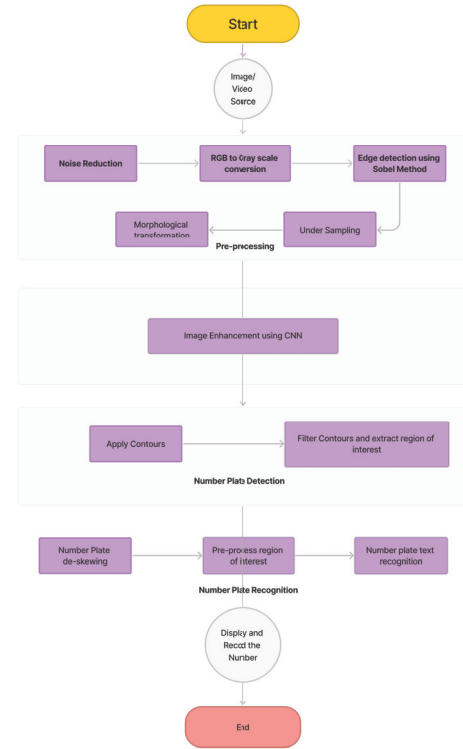 Start
Image/
Video
Source
Noise Reduction
RGB to Gray scale
conversion
Edge detection using
Sobel Method
Morphological
transformation
Under Sampling
Pre-processing
Image Enhancement using CNN
Apply Contours
Filter Contours and extract region of
interest
Number Plate Detection
Number Plate
de-skewing
Pre-process region
of interest
Number plate text
recognition
Number Plate Recognition
Display and
Record the
Number
End